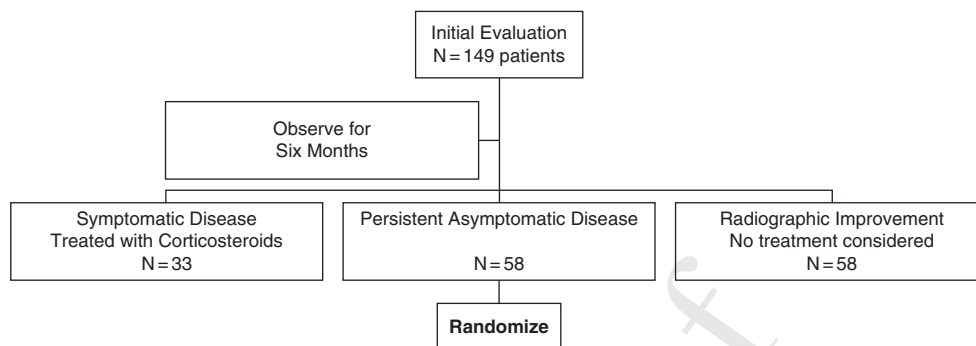 Initial Evaluation
N = 149 patients
Observe for
Six Months
Symptomatic Disease
Treated with Corticosteroids
N = 33
Persistent Asymptomatic Disease
N = 58
Radiographic Improvement
No treatment considered
N = 58
Randomize
f